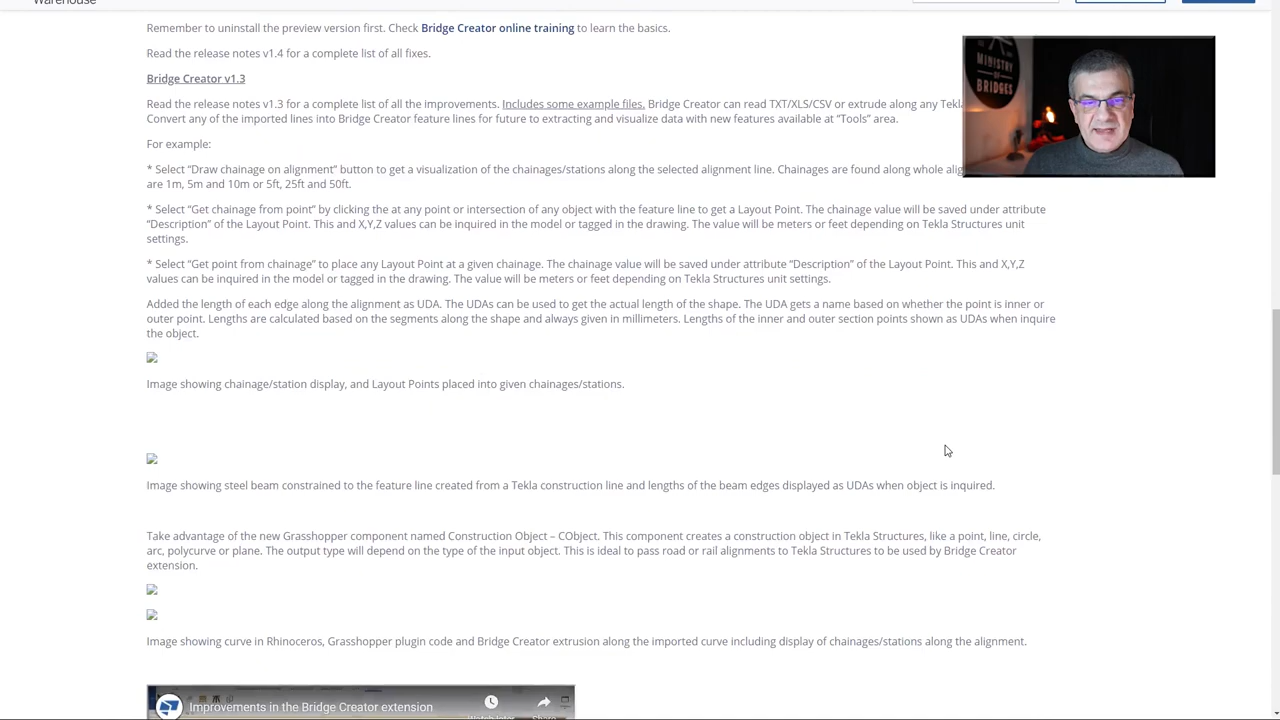 Warehouse
Remember to uninstall the preview version first. Check Bridge Creator online training to learn the basics.
Read the release notes v1.4 for a complete list of all fixes.
Bridge Creator v1.3
Read the release notes v1.3 for a complete list of all the improvements. Includes some example files. Bridge Creator can read TXT/XLS/CSV or extrude along any
Convert any of the imported lines into Bridge Creator feature lines for future to extracting and visualize data with new features available at “Tools” area.
For example:
* Select “Draw chainage on alignment” button to get a visualization of the chainages/stations along the selected alignment line. Chainages are found along whole
are 1m, 5m and 10m or 5ft, 25ft and 50ft.
* Select “Get chainage from point” by clicking the at any point or intersection of any object with the feature line to get a Layout Point. The chainage value will be saved under attribute
“Description” of the Layout Point. This and X,Y,Z values can be inquired in the model or tagged in the drawing. The value will be meters or feet depending on Tekla Structures unit
settings.
* Select “Get point from chainage” to place any Layout Point at a given chainage. The chainage value will be saved under attribute “Description” of the Layout Point. This and X,Y,Z
values can be inquired in the model or tagged in the drawing. The value will be meters or feet depending on Tekla Structures unit settings.
Added the length of each edge along the alignment as UDA. The UDAs can be used to get the actual length of the shape. The UDA gets a name based on whether the point is inner or
outer point. Lengths are calculated based on the segments along the shape and always given in millimeters. Lengths of the inner and outer section points shown as UDAs when inquire
the object.
Image showing chainage/station display, and Layout Points placed into given chainages/stations.
Image showing steel beam constrained to the feature line created from a Tekla construction line and lengths of the beam edges displayed as UDAs when object is inquired.
Take advantage of the new Grasshopper component named Construction Object – CObject. This component creates a construction object in Tekla Structures, like a point, line, circle,
arc, polycurve or plane. The output type will depend on the type of the input object. This is ideal to pass road or rail alignments to Tekla Structures to be used by Bridge Creator
extension.
Image showing curve in Rhinoceros, Grasshopper plugin code and Bridge Creator extrusion along the imported curve including display of chainages/stations along the alignment.
Improvements in the Bridge Creator extension
MINISTRY
OF
BRIDGES